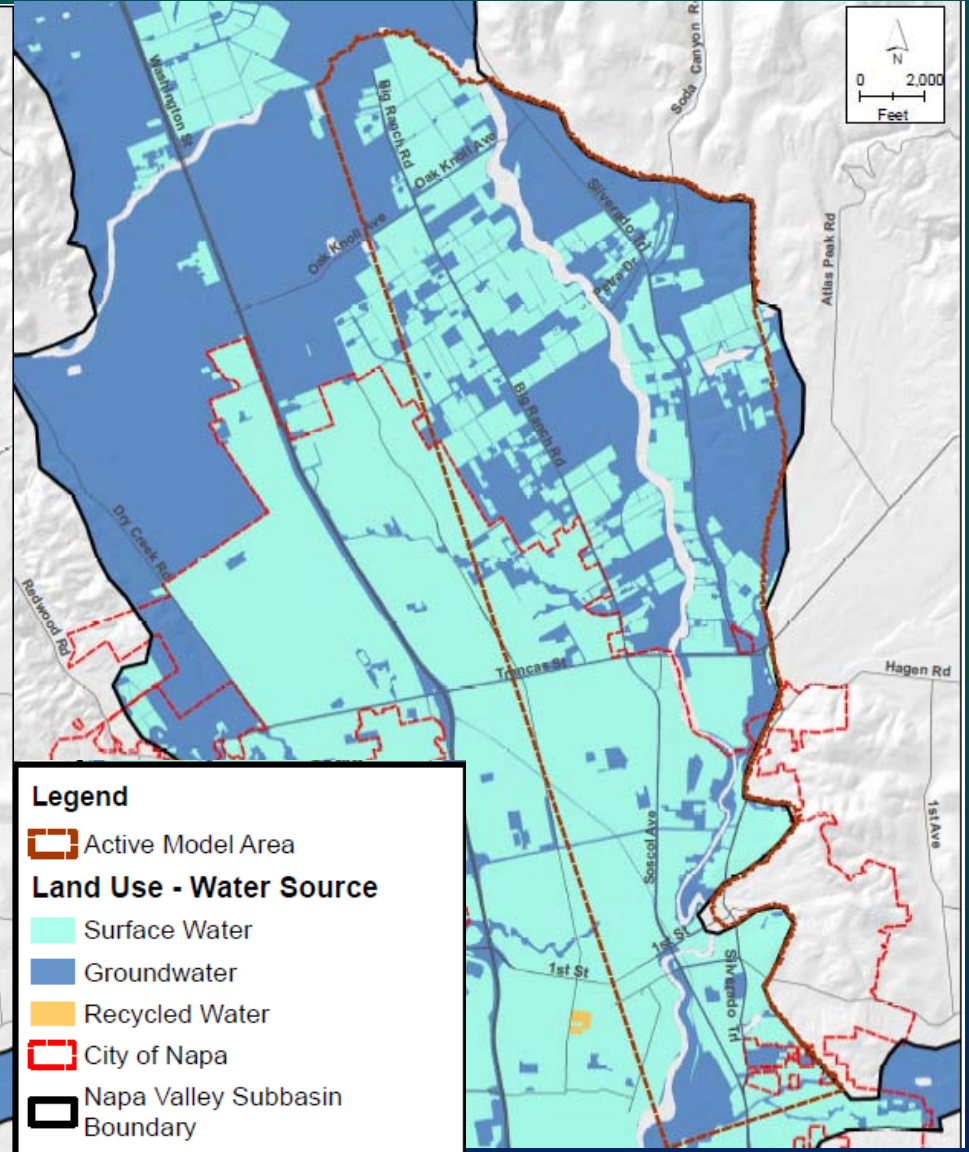 Washington St
Big Ranch Rd
Oak Knoll Ave
Oak Knoll Ave
Silverado Trl
Petra Dr
Soda Canyon R
N
0 2,000
Feet
Atlas Peak Rd
Big Ranch Rd
Dry Creek Rd
Redwood Rd
Trancas St
Hagen Rd
1st Ave
Soscol Ave
1st St
1st St
Silverado Trl
Legend
Active Model Area
Land Use - Water Source
Surface Water
Groundwater
Recycled Water
City of Napa
Napa Valley Subbasin
Boundary